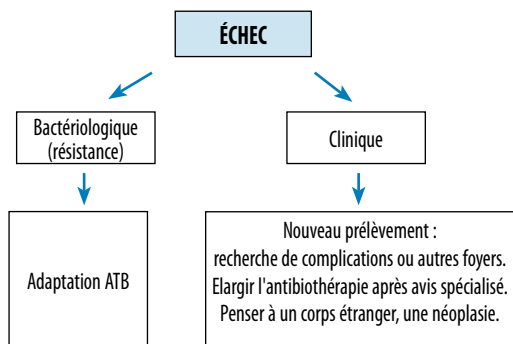 ÉCHEC
Bactériologique
(résistance)
Clinique
Adaptation ATB
Nouveau prélèvement :
recherche de complications ou autres foyers.
Elargir l'antibiothérapie après avis spécialisé.
Penser à un corps étranger, une néoplasie.